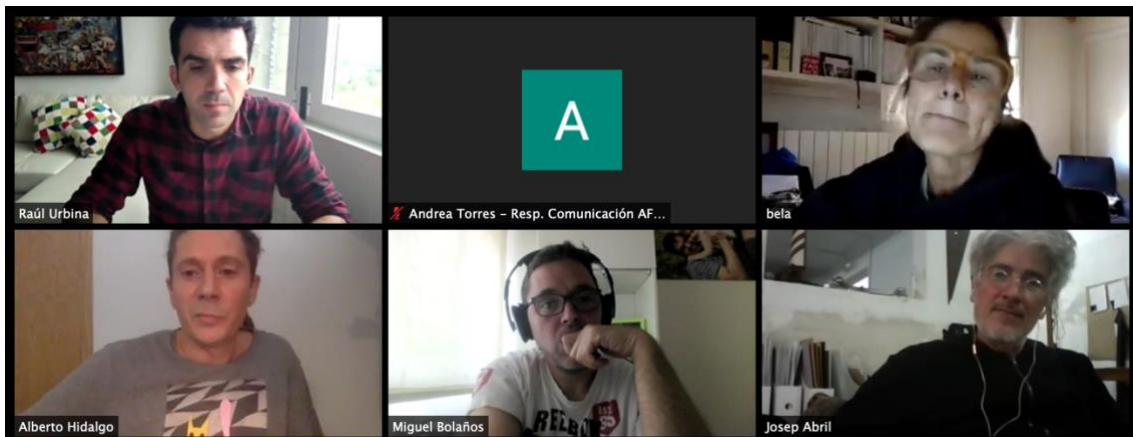 A
Raúl Urbina
Andrea Torres – Resp. Comunicación AF...
bela
Alberto Hidalgo
Miguel Bolaños
Josep Abril